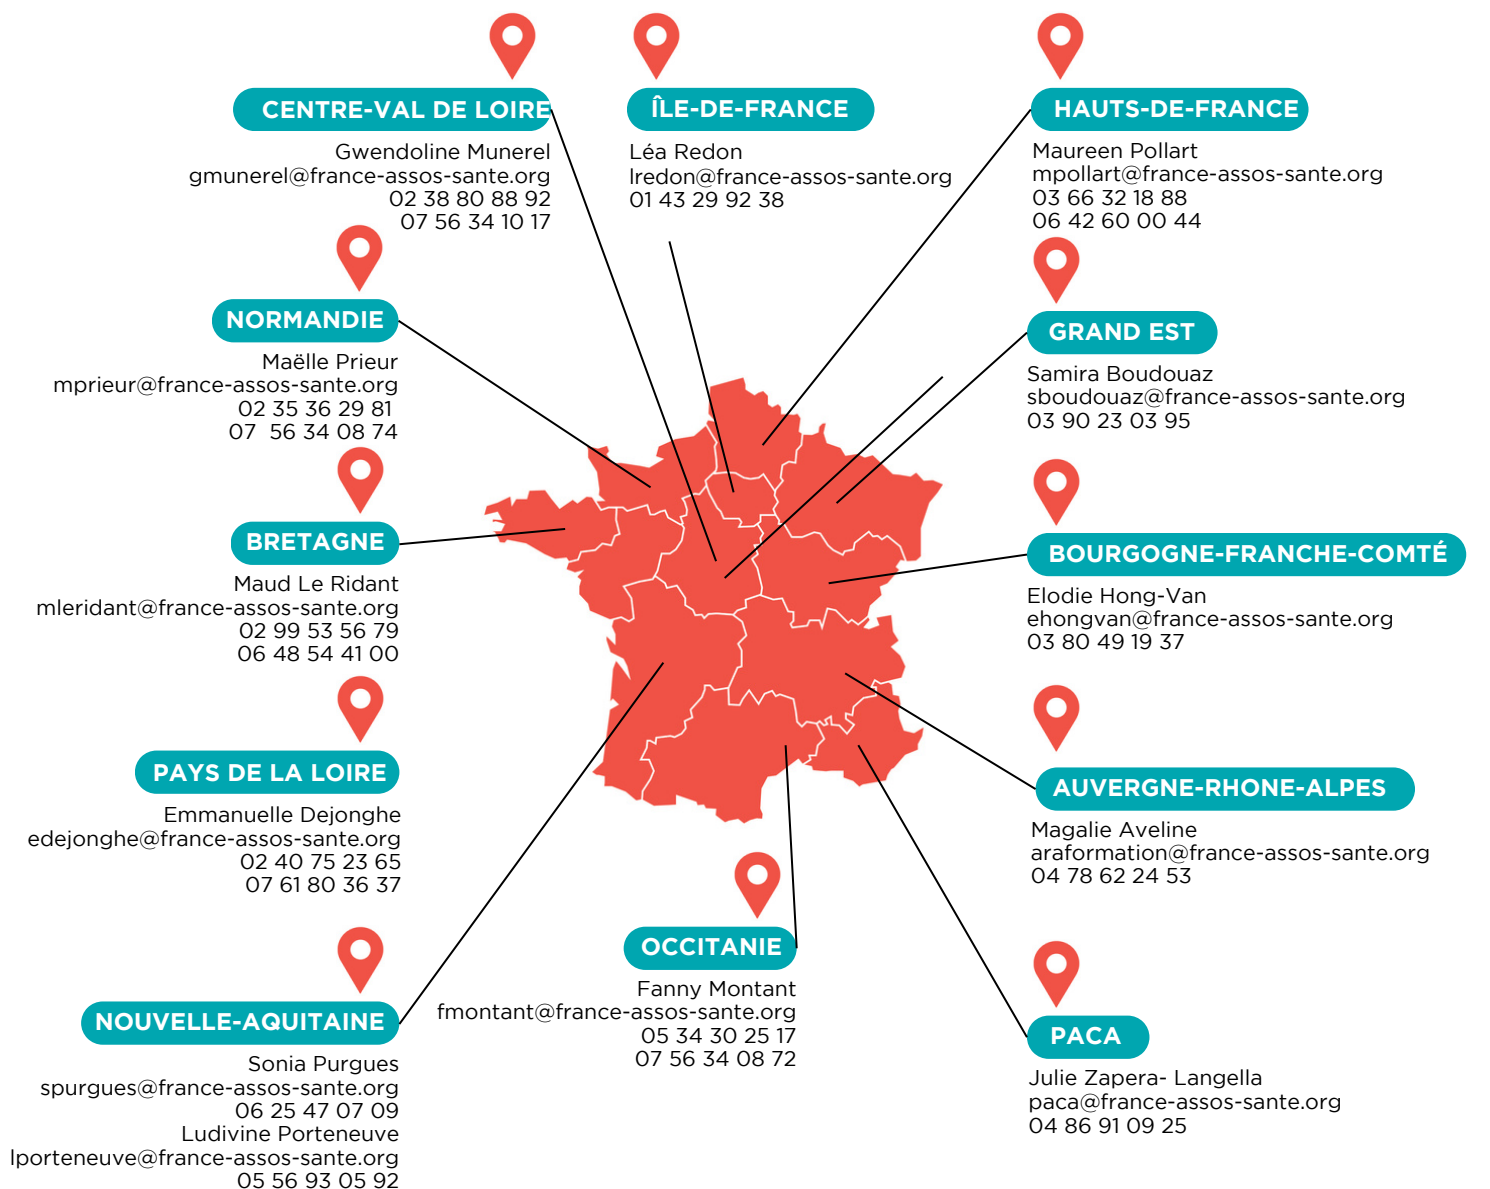 CENTRE-VAL DE LOIRE
Gwendoline Munerel
gmunerel@france-assos-sante.org
02 38 80 88 92
07 56 34 10 17
ÎLE-DE-FRANCE
Léa Redon
lredon@france-assos-sante.org
01 43 29 92 38
HAUTS-DE-FRANCE
Maureen Pollart
mpollart@france-assos-sante.org
03 66 32 18 88
06 42 60 00 44
NORMANDIE
Maëlle Prieur
mprieur@france-assos-sante.org
02 35 36 29 81
07 56 34 08 74
GRAND EST
Samira Boudouaz
sboudouaz@france-assos-sante.org
03 90 23 03 95
BRETAGNE
Maud Le Ridant
mleridant@france-assos-sante.org
02 99 53 56 79
06 48 54 41 00
BOURGOGNE-FRANCHE-COMTÉ
Elodie Hong-Van
ehongvan@france-assos-sante.org
03 80 49 19 37
PAYS DE LA LOIRE
Emmanuelle Dejonghe
edejonghe@france-assos-sante.org
02 40 75 23 65
07 61 80 36 37
AUVERGNE-RHONE-ALPES
Magalie Aveline
araformation@france-assos-sante.org
04 78 62 24 53
NOUVELLE-AQUITAINE
Sonia Purgues
spurgues@france-assos-sante.org
06 25 47 07 09
Ludivine Porteneuve
lporteneuve@france-assos-sante.org
05 56 93 05 92
OCCITANIE
Fanny Montant
fmontant@france-assos-sante.org
05 34 30 25 17
07 56 34 08 72
PACA
Julie Zapera- Langella
paca@france-assos-sante.org
04 86 91 09 25